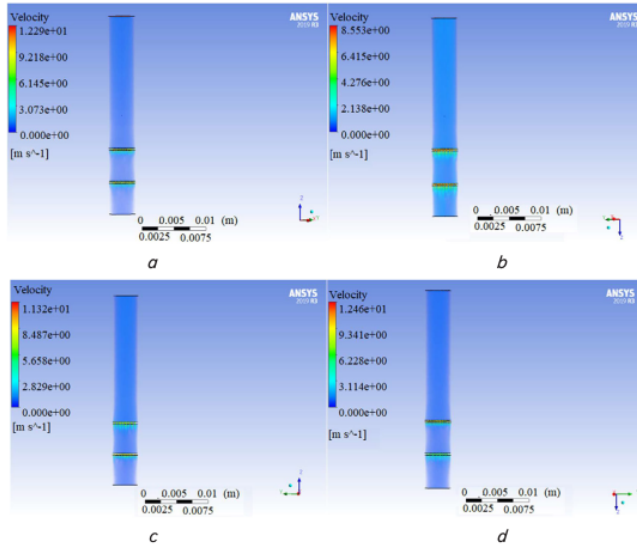 Velocity
1.229e+01
9.218e+00
6.145e+00
3.073e+00
0.000e+00
[m s^-1]
ANSYS
2019 R3
0 0.005 0.01 (m)
0.0025 0.0075
a
Velocity
8.553e+00
6.415e+00
4.276e+00
2.138e+00
0.000e+00
[m s^-1]
ANSYS
2019 R3
0 0.005 0.01 (m)
0.0025 0.0075
b
Velocity
1.132e+01
8.487e+00
5.658e+00
2.829e+00
0.000e+00
[m s^-1]
ANSYS
2019 R3
0 0.005 0.01 (m)
0.0025 0.0075
c
Velocity
1.246e+01
9.341e+00
6.228e+00
3.114e+00
0.000e+00
[m s^-1]
ANSYS
2019 R3
0 0.005 0.01 (m)
0.0025 0.0075
d